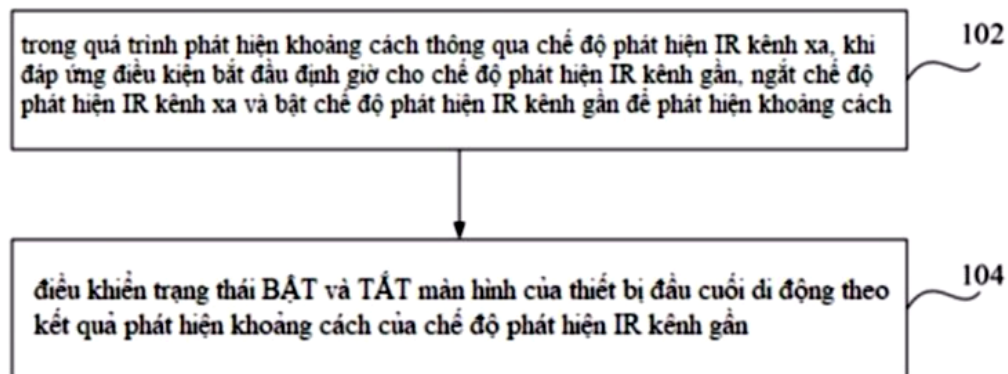 trong quá trình phát hiện khoảng cách thông qua chế độ phát hiện IR kênh xa, khi
102
đáp ứng điều kiện bắt đầu định giờ cho chế độ phát hiện IR kênh gần, ngắt chế độ
phát hiện IR kênh xa và bật chế độ phát hiện IR kênh gần để phát hiện khoảng cách
điều khiển trạng thái BẬT và TẮT màn hình của thiết bị đầu cuối di động theo
104
kết quả phát hiện khoảng cách của chế độ phát hiện IR kênh gần